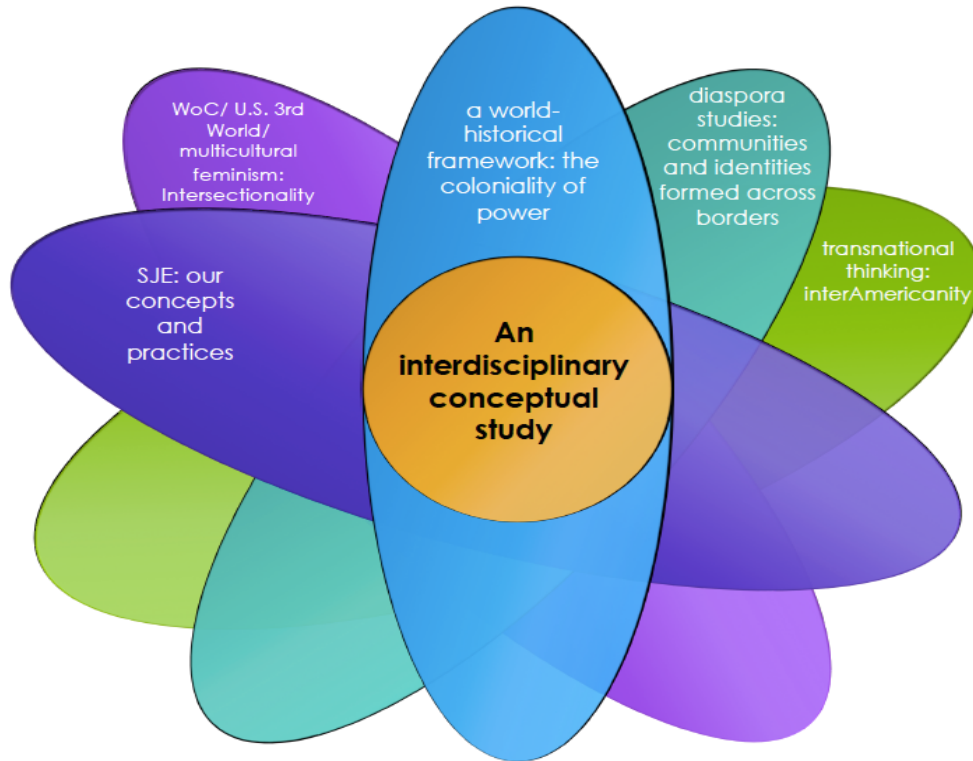 WoC/ U.S. 3rd
World/
multicultural
feminism:
Intersectionality
a world-
historical
framework: the
coloniality of
power
diaspora
studies:
communities
and identities
formed across
borders
transnational
thinking:
interAmericanity
SJE: our
concepts
and
practices
An
interdisciplinary
conceptual
study